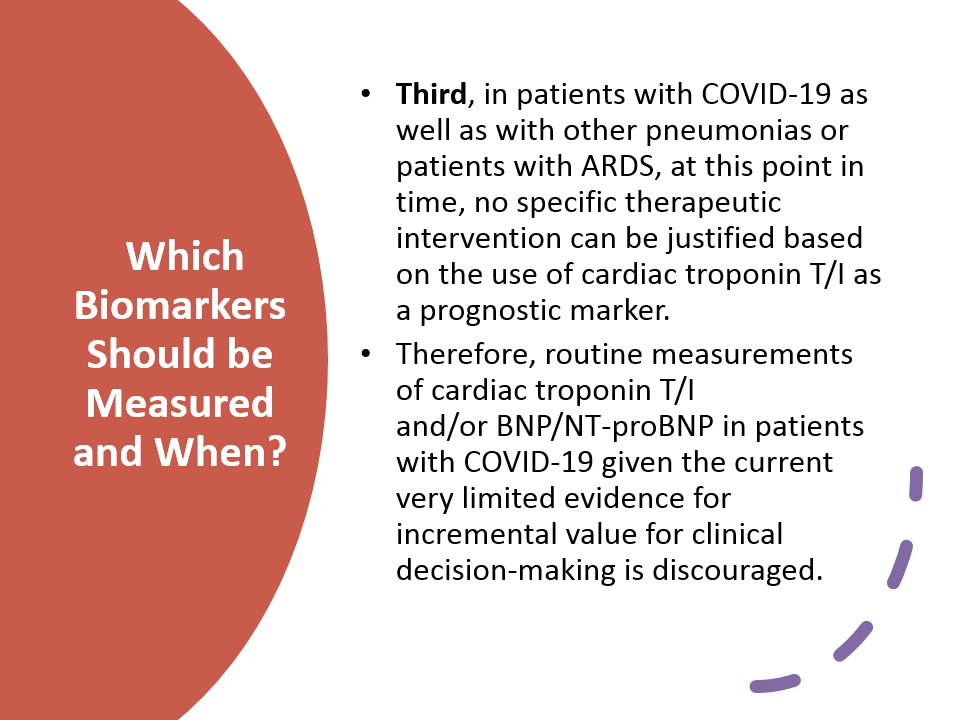 Which
Biomarkers
Should be
Measured
and When?
• Third, in patients with COVID-19 as
well as with other pneumonias or
patients with ARDS, at this point in
time, no specific therapeutic
intervention can be justified based
on the use of cardiac troponin T/I as
a prognostic marker.
• Therefore, routine measurements
of cardiac troponin T/I
and/or BNP/NT-proBNP in patients
with COVID-19 given the current
very limited evidence for
incremental value for clinical
decision-making is discouraged.